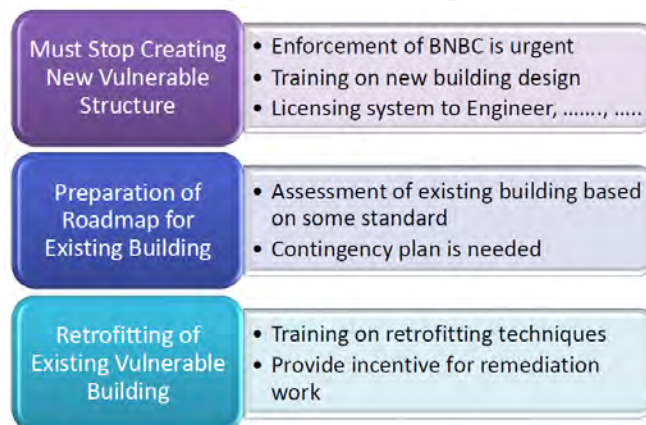 Must Stop Creating
New Vulnerable
Structure
• Enforcement of BNBC is urgent
• Training on new building design
• Licensing system to Engineer, ......., .....
Preparation of
Roadmap for
Existing Building
• Assessment of existing building based
on some standard
• Contingency plan is needed
Retrofitting of
Existing Vulnerable
Building
• Training on retrofitting techniques
• Provide incentive for remediation
work